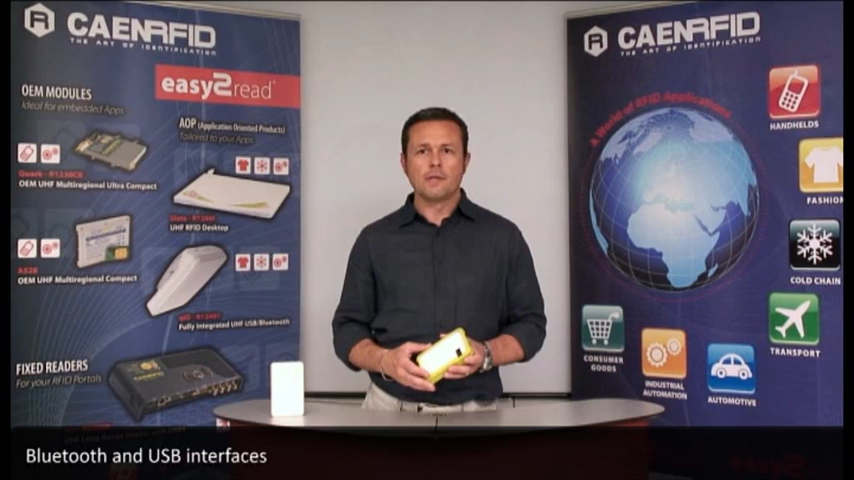 CAENRFID
THE ART OF IDENTIFICATION
easy2read
OEM MODULES
Ideal for embedded Apps
AOP (Application Oriented Products)
Tailored to your Apps
OEM UHF Multiregional Ultra Compact
UHF RFID Desktop
A528
OEM UHF Multiregional Compact
Fully Integrated UHF USB/Bluetooth
FIXED READERS
For your RFID Portals
CAENRFID
CAENRFID
THE ART OF IDENTIFICATION
A World of RFID Applications
HANDHELDS
FASHION
COLD CHAIN
TRANSPORT
CONSUMER
GOODS
INDUSTRIAL
AUTOMATION
AUTOMOTIVE
Bluetooth and USB interfaces